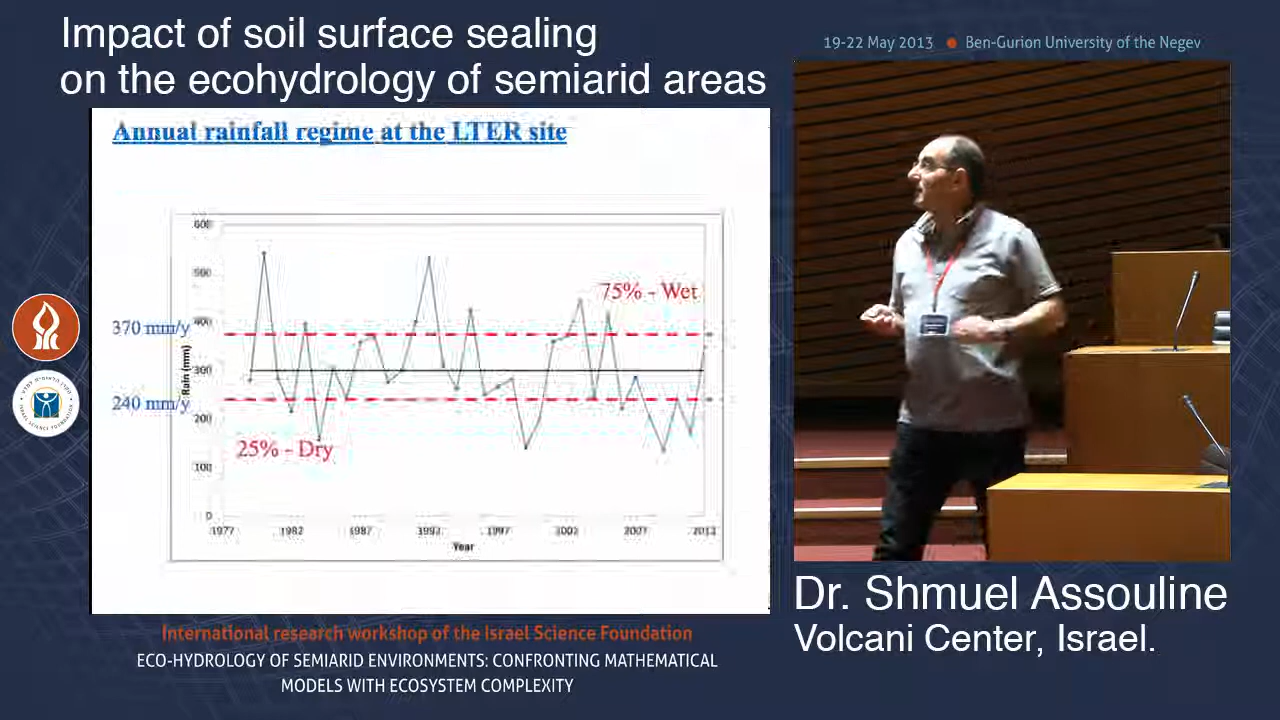 Impact of soil surface sealing
on the ecohydrology of semiarid areas
19-22 May 2013 ● Ben-Gurion University of the Negev
Annual rainfall regime at the LTER site
600
500
75% - Wet
370 mm/y
400
Rain (mm)
300
240 mm/y
200
25% - Dry
100
0
1977 1982 1987 1992 1997 2002 2007 2012
Year
Dr. Shmuel Assouline
Volcani Center, Israel.
International research workshop of the Israel Science Foundation
ECO-HYDROLOGY OF SEMIARID ENVIRONMENTS: CONFRONTING MATHEMATICAL
MODELS WITH ECOSYSTEM COMPLEXITY